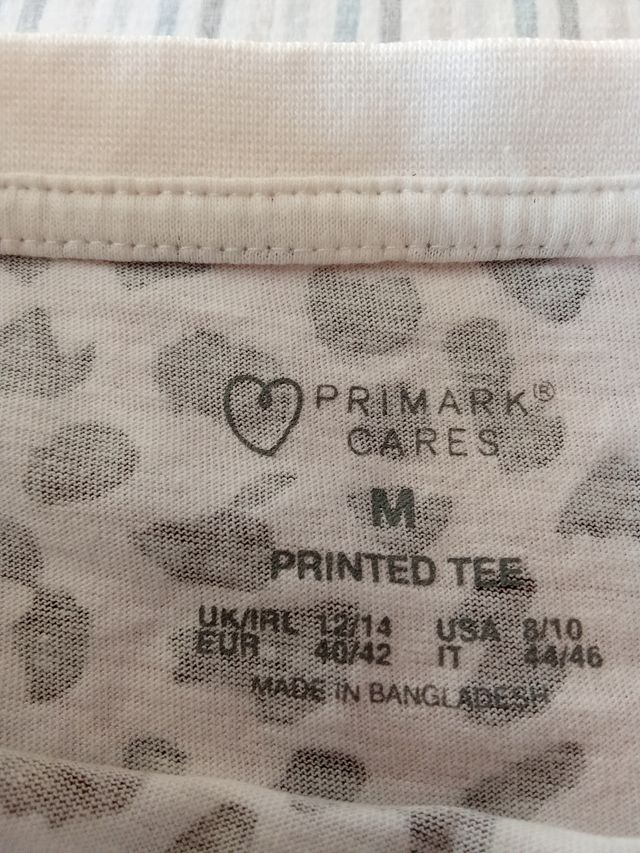 PRIMARK®
CARES
M
PRINTED TEE
UK/IRL 12/14 USA 8/10
EUR 40/42 IT 44/46
MADE IN BANGLADESH